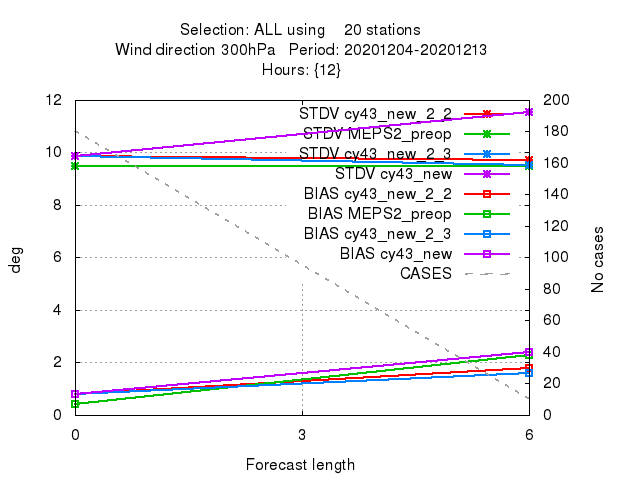 Selection: ALL using 20 stations
Wind direction 300hPa Period: 20201204-20201213
Hours: {12}
12
10
8
6
4
2
0
deg
200
180
160
140
120
100
80
60
40
20
0
No cases
STDV cy43_new_2_2
STDV MEPS2_preop
STDV cy43_new_2_3
STDV cy43_new
BIAS cy43_new_2_2
BIAS MEPS2_preop
BIAS cy43_new_2_3
BIAS cy43_new
CASES
0 3 6
Forecast length